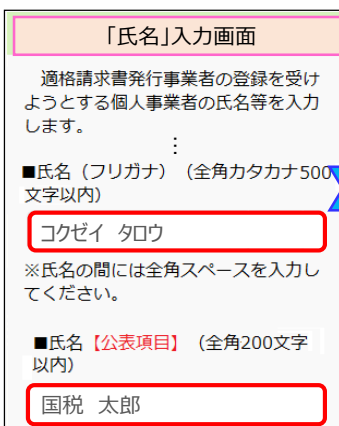 「氏名」入力画面
適格請求書発行事業者の登録を受け
ようとする個人事業者の氏名等を入力
します。
⋮
■氏名（フリガナ）（全角カタカナ500
文字以内）
コクゼイ　タロウ
※氏名の間には全角スペースを入力し
てください。
■氏名【公表項目】（全角200文字
以内）
国税　太郎